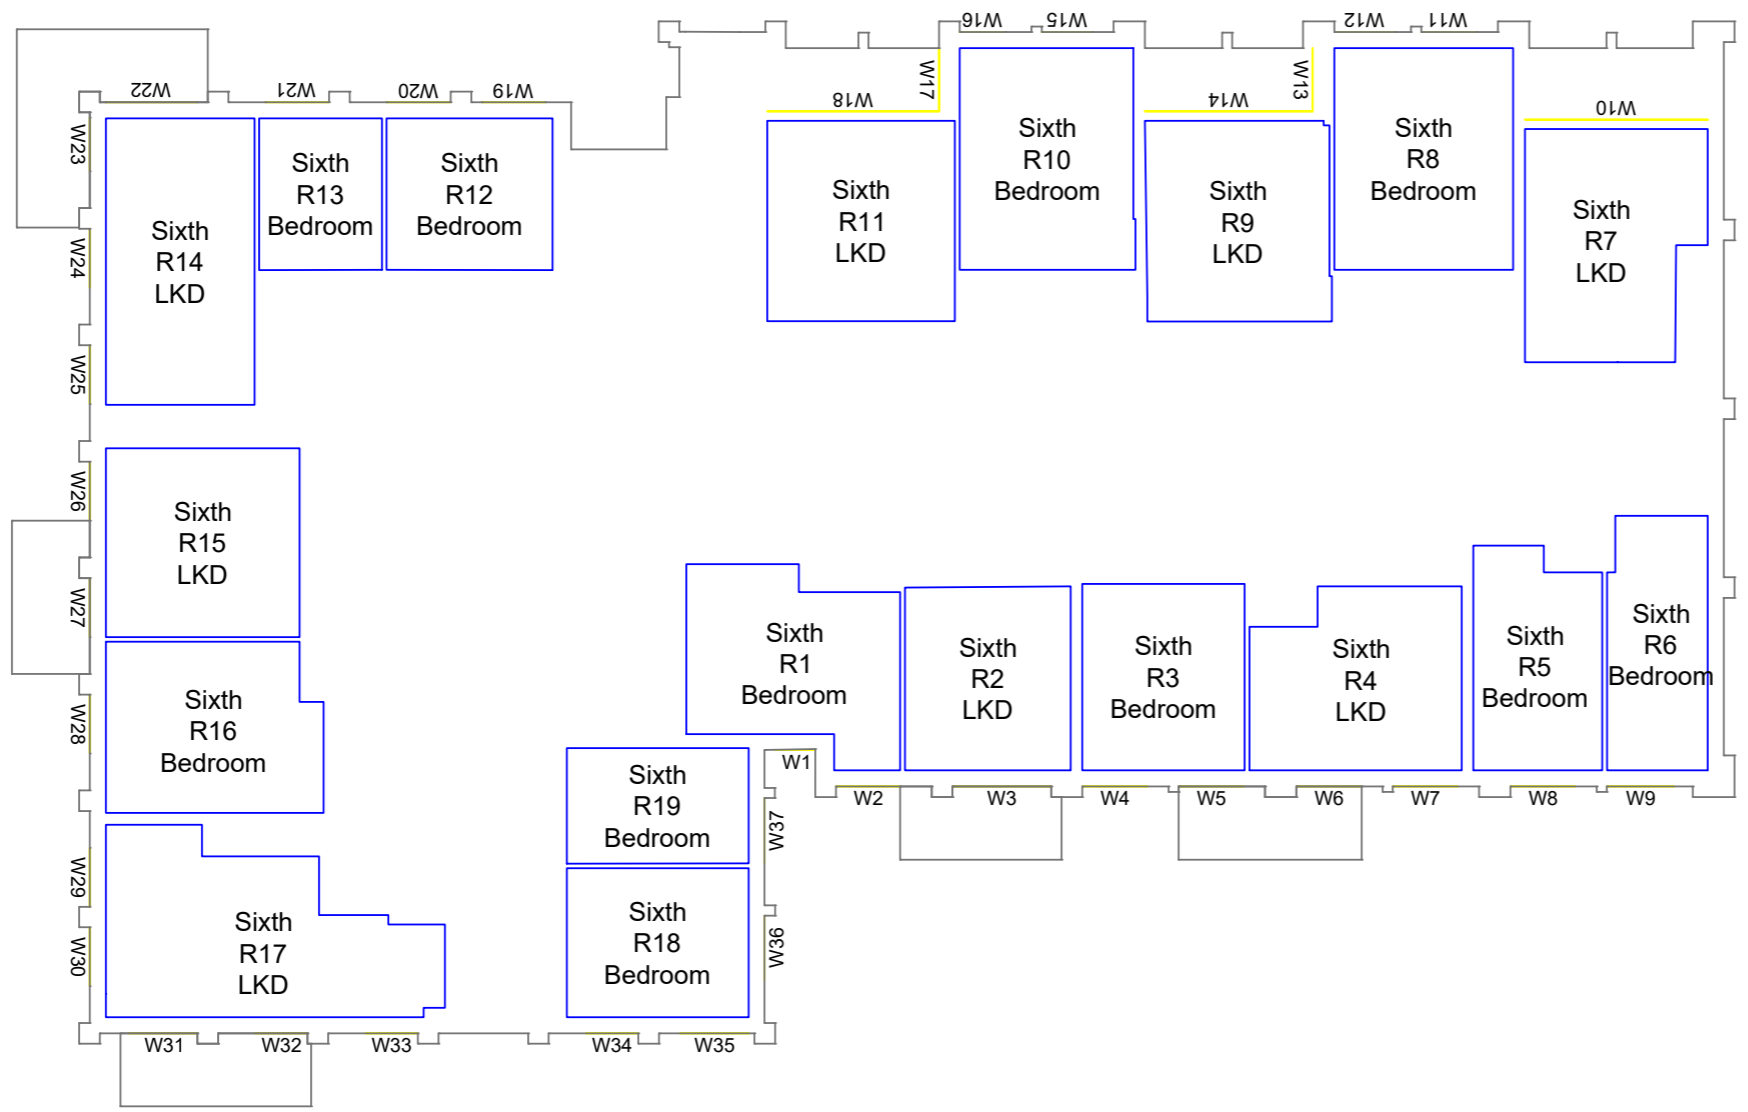 W16
W15
W12
W11
W22
W21
W20
W19
W18
W17
W14
W13
W10
W23
W24
W25
W26
W27
W28
W29
W30
Sixth
R14
LKD
Sixth
R13
Bedroom
Sixth
R12
Bedroom
Sixth
R11
LKD
Sixth
R10
Bedroom
Sixth
R9
LKD
Sixth
R8
Bedroom
Sixth
R7
LKD
Sixth
R15
LKD
Sixth
R16
Bedroom
Sixth
R17
LKD
Sixth
R1
Bedroom
Sixth
R2
LKD
Sixth
R3
Bedroom
Sixth
R4
LKD
Sixth
R5
Bedroom
Sixth
R6
Bedroom
Sixth
R19
Bedroom
Sixth
R18
Bedroom
W1
W2
W3
W4
W5
W6
W7
W8
W9
W37
W36
W31
W32
W33
W34
W35